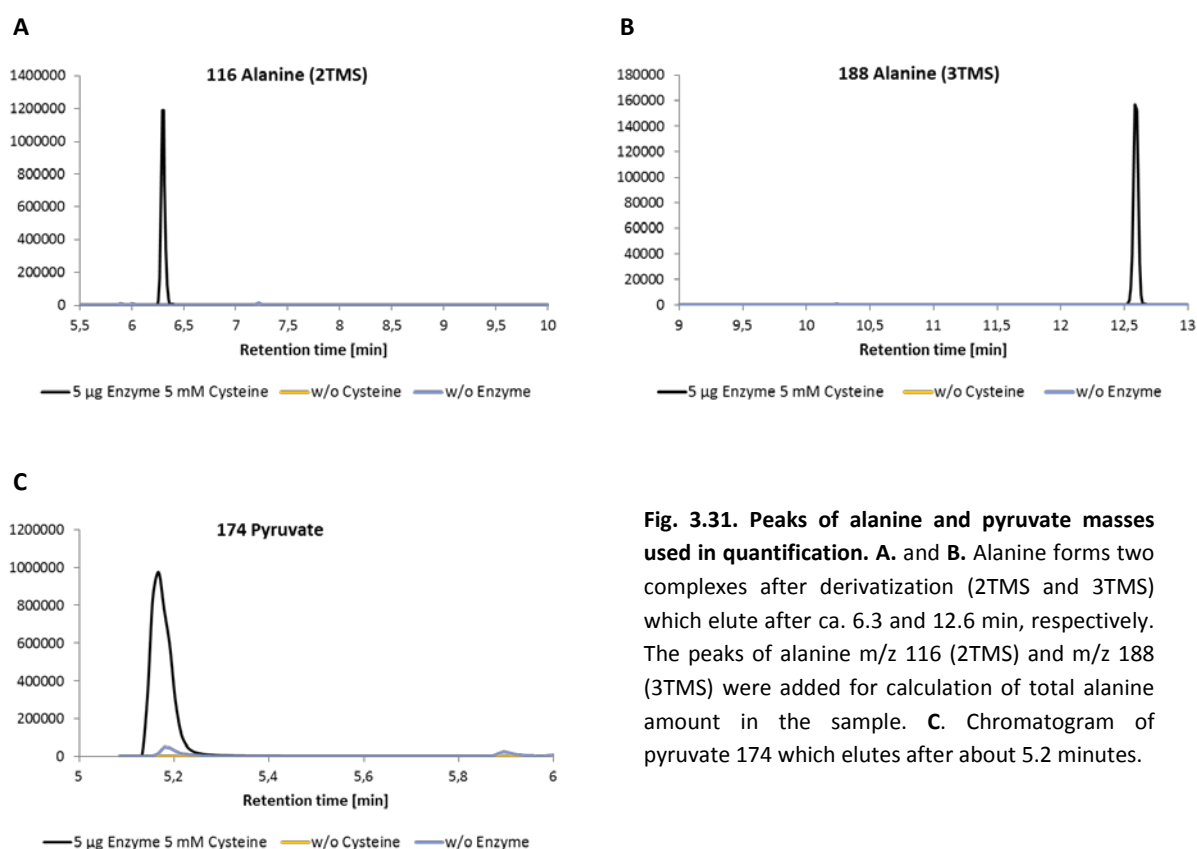 A
116 Alanine (2TMS)
1400000
1200000
1000000
800000
600000
400000
200000
0
5,5 6 6,5 7 7,5 8 8,5 9 9,5 10
Retention time [min]
5 µg Enzyme 5 mM Cysteine w/o Cysteine w/o Enzyme
B
188 Alanine (3TMS)
180000
160000
140000
120000
100000
80000
60000
40000
20000
0
9 9,5 10 10,5 11 11,5 12 12,5 13
Retention time [min]
5 µg Enzyme 5 mM Cysteine w/o Cysteine w/o Enzyme
C
174 Pyruvate
1200000
1000000
800000
600000
400000
200000
0
5 5,2 5,4 5,6 5,8 6
Retention time [min]
5 µg Enzyme 5 mM Cysteine w/o Cysteine w/o Enzyme
Fig. 3.31. Peaks of alanine and pyruvate masses
used in quantification. A. and B. Alanine forms two
complexes after derivatization (2TMS and 3TMS)
which elute after ca. 6.3 and 12.6 min, respectively.
The peaks of alanine m/z 116 (2TMS) and m/z 188
(3TMS) were added for calculation of total alanine
amount in the sample. C. Chromatogram of
pyruvate 174 which elutes after about 5.2 minutes.